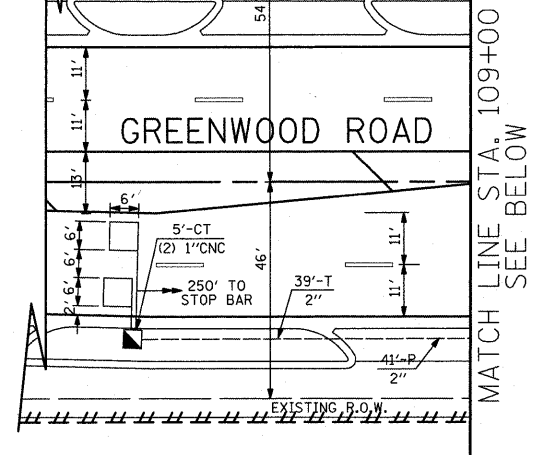 54
11'
11'
GREENWOOD ROAD
13'
6'
6'
6'
6'
2'
5'-CT
(2) 1"CNC
250' TO
STOP BAR
46'
39'-T
2"
11'
11'
41'-P
2"
EXISTING R.O.W.
MATCH LINE STA. 109+00
SEE BELOW